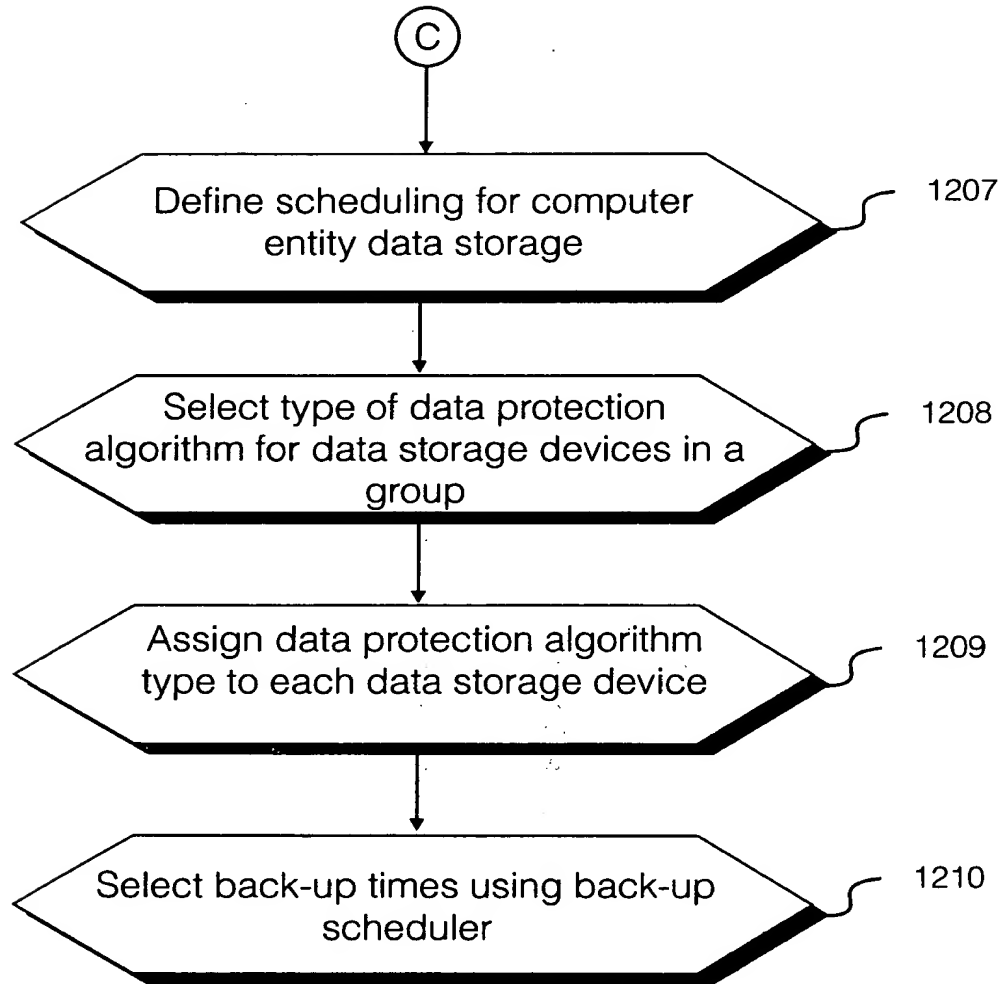 C
Define scheduling for computer
entity data storage
1207
Select type of data protection
algorithm for data storage devices in a
group
1208
Assign data protection algorithm
type to each data storage device
1209
Select back-up times using back-up
scheduler
1210